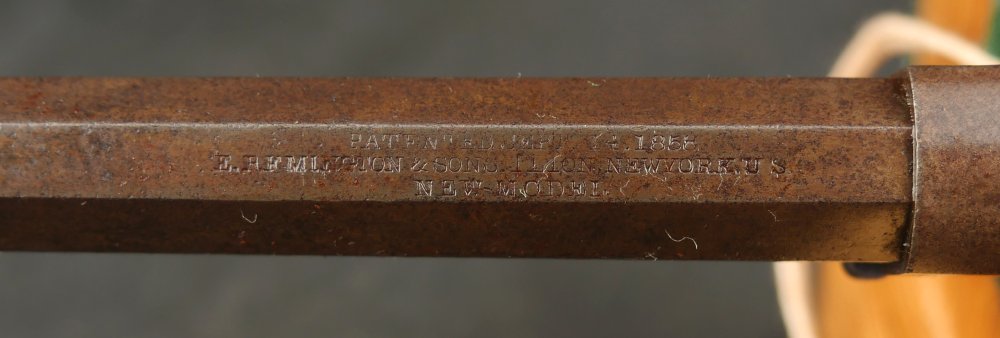 PATENTED SEPT. 14. 1858
E. REMINGTON & SONS. ILION. NEW YORK. U S
NEW-MODEL